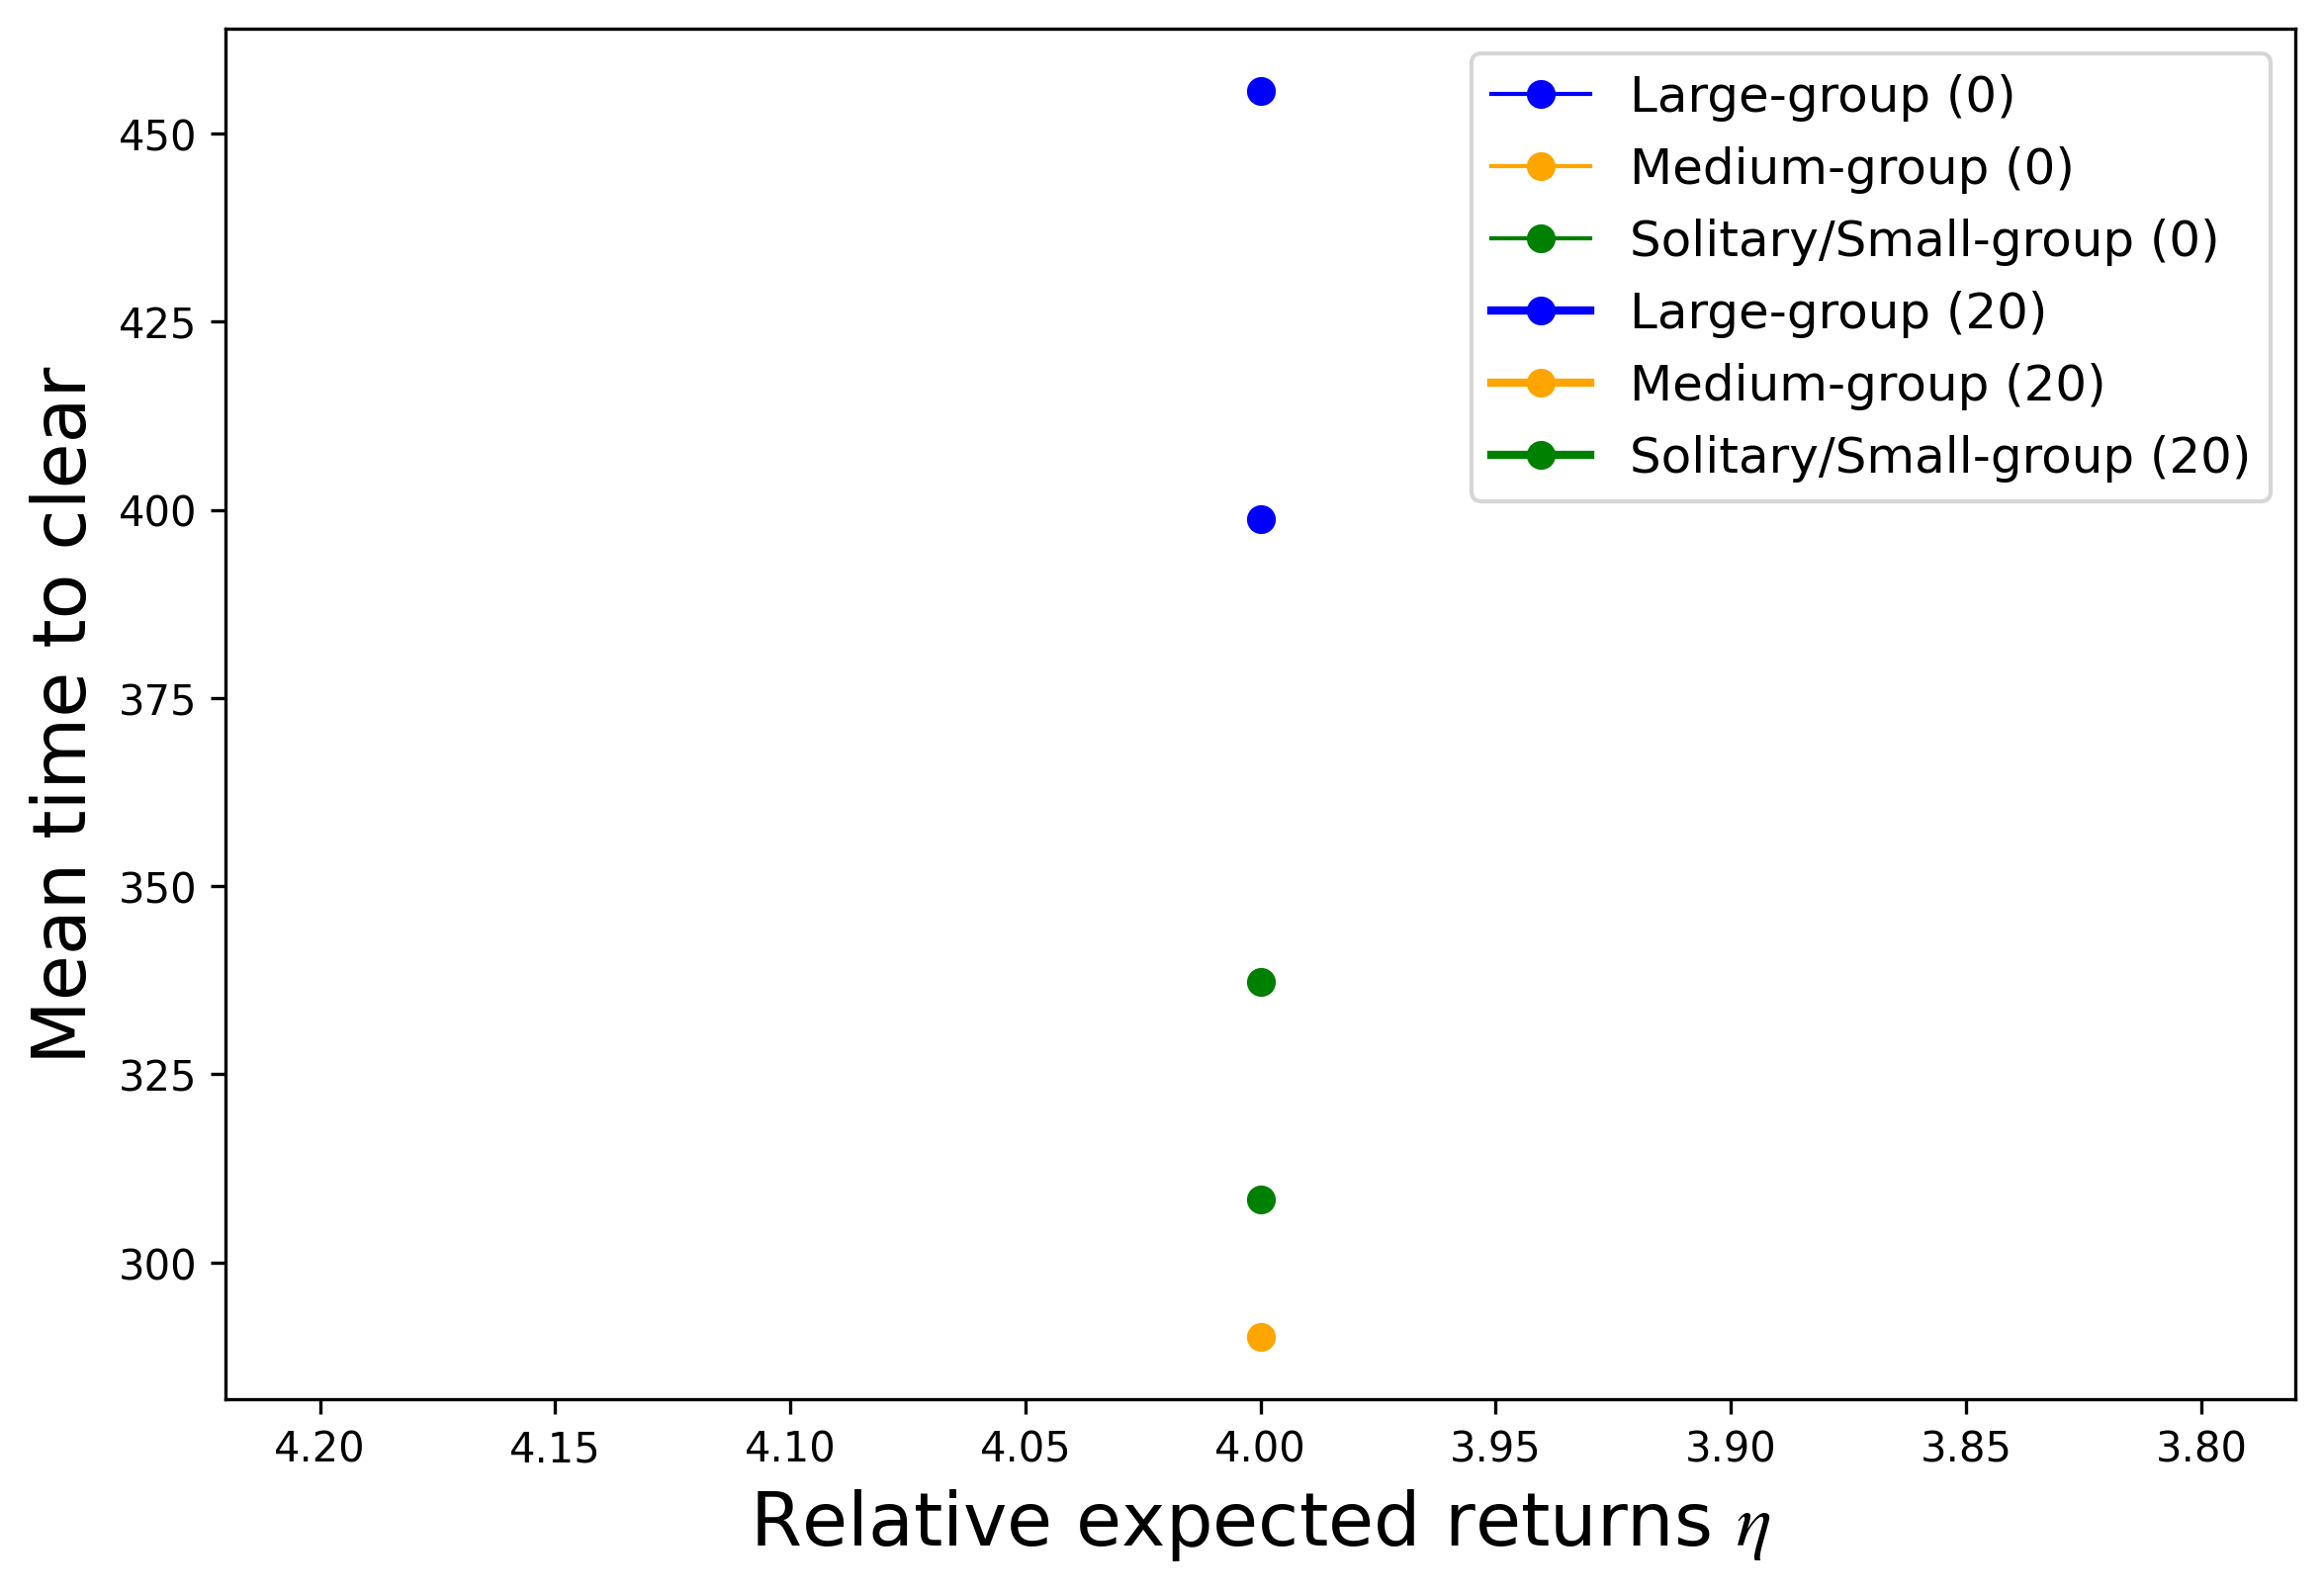 450
425
400
375
350
325
300
Mean time to clear
Large-group (0)
Medium-group (0)
Solitary/Small-group (0)
Large-group (20)
Medium-group (20)
Solitary/Small-group (20)
4.20 4.15 4.10 4.05 4.00 3.95 3.90 3.85 3.80
Relative expected returns η